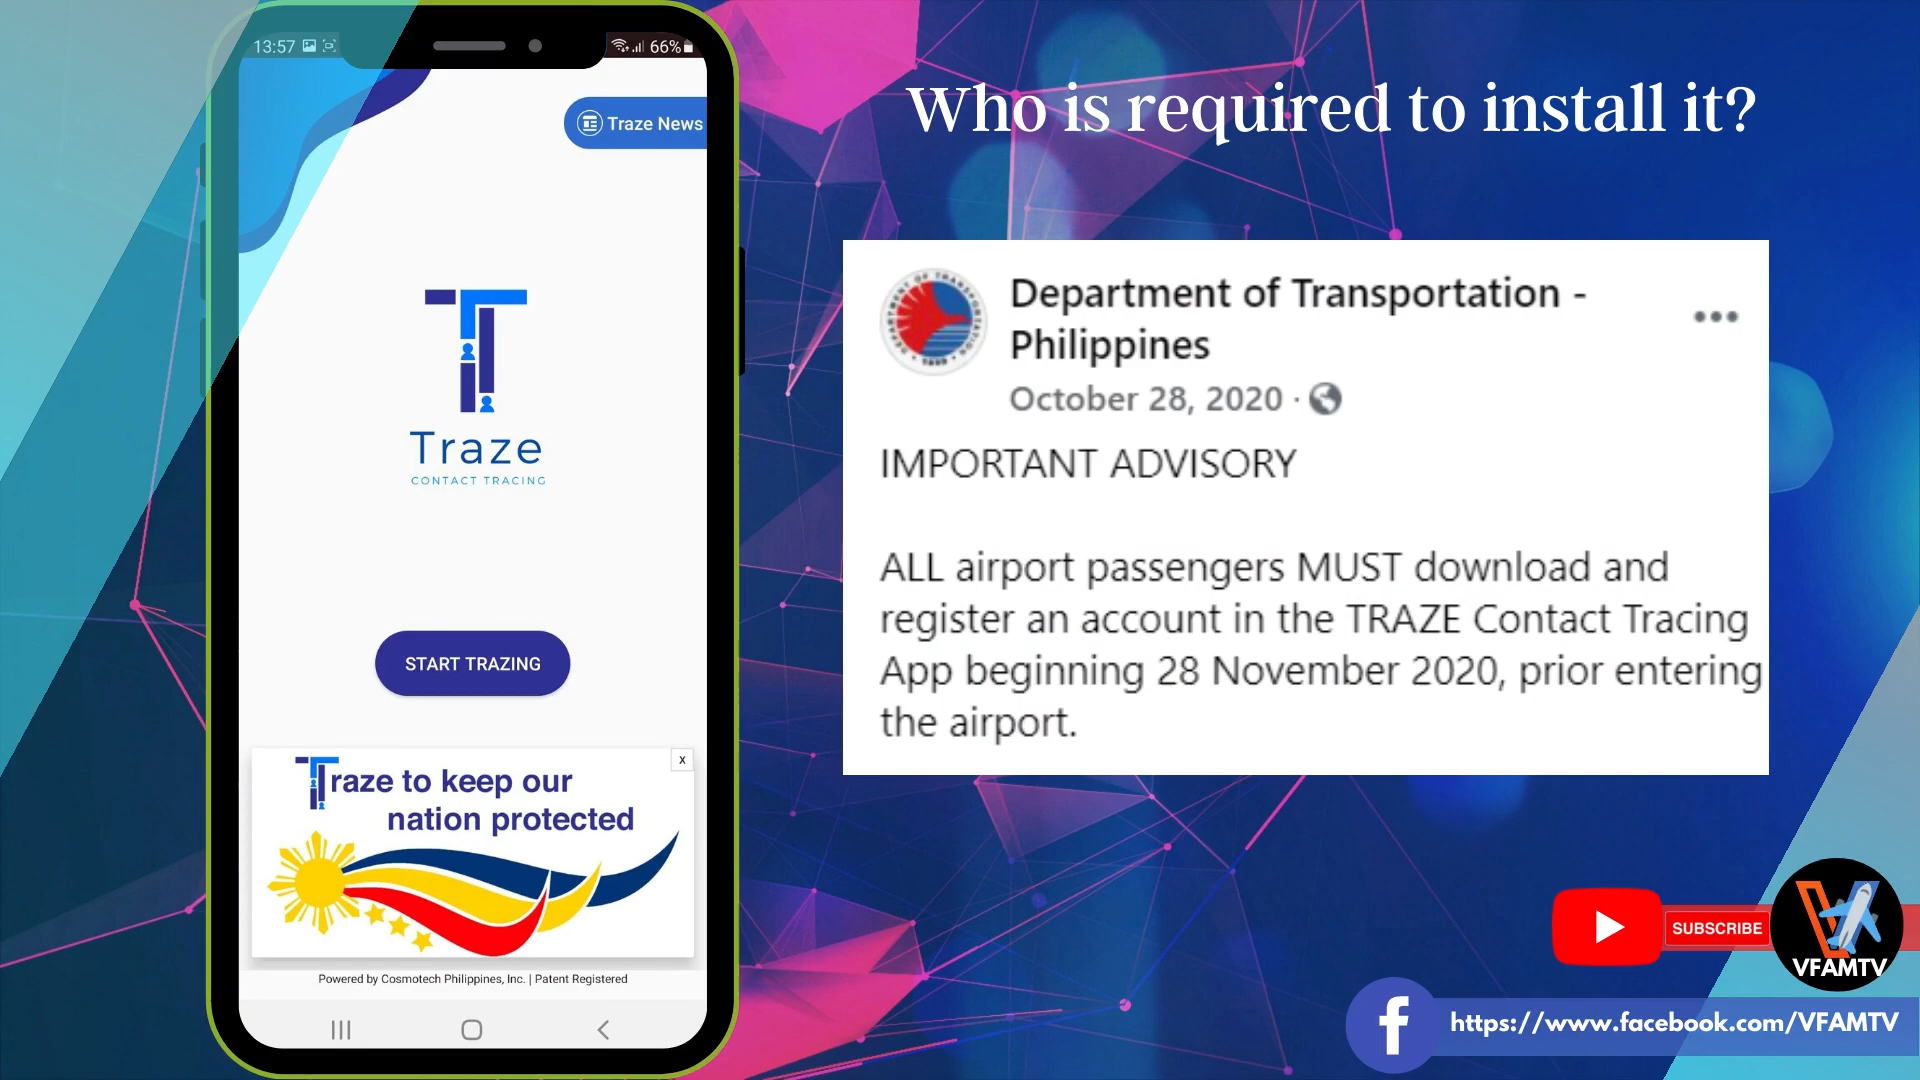 13:57
66%
Traze News
Traze
CONTACT TRACING
START TRAZING
X
Traze to keep our
nation protected
Powered by Cosmotech Philippines, Inc. | Patent Registered
Who is required to install it?
DEPARTMENT OF TRANSPORTATION
Department of Transportation -
Philippines
October 28, 2020 ·
IMPORTANT ADVISORY
ALL airport passengers MUST download and
register an account in the TRAZE Contact Tracing
App beginning 28 November 2020, prior entering
the airport.
SUBSCRIBE
VFAMTV
https://www.facebook.com/VFAMTV